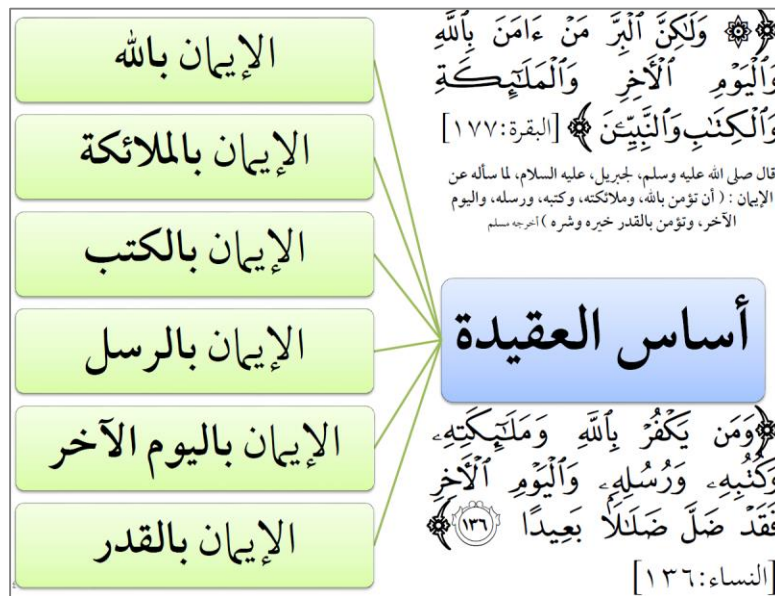 ﴿ وَلَٰكِنَّ ٱلْبِرَّ مَنْ ءَامَنَ بِٱللَّهِ
وَٱلْيَوْمِ ٱلْأٓخِرِ وَٱلْمَلَٰٓئِكَةِ
وَٱلْكِتَٰبِ وَٱلنَّبِيِّـۧنَ ﴾ [البقرة:١٧٧]
قال صلى الله عليه وسلم، لجبريل، عليه السلام، لما سأله عن
الإيمان : ( أن تؤمن بالله، وملائكته، وكتبه، ورسله، واليوم
الآخر، وتؤمن بالقدر خيره وشره ) أخرجه مسلم
أساس العقيدة
الإيمان بالله
الإيمان بالملائكة
الإيمان بالكتب
الإيمان بالرسل
الإيمان باليوم الآخر
الإيمان بالقدر
﴿وَمَن يَكْفُرْ بِٱللَّهِ وَمَلَٰٓئِكَتِهِۦ
وَكُتُبِهِۦ وَرُسُلِهِۦ وَٱلْيَوْمِ ٱلْأٓخِرِ
فَقَدْ ضَلَّ ضَلَٰلًۢا بَعِيدًا ١٣٦ ﴾
[النساء:١٣٦]